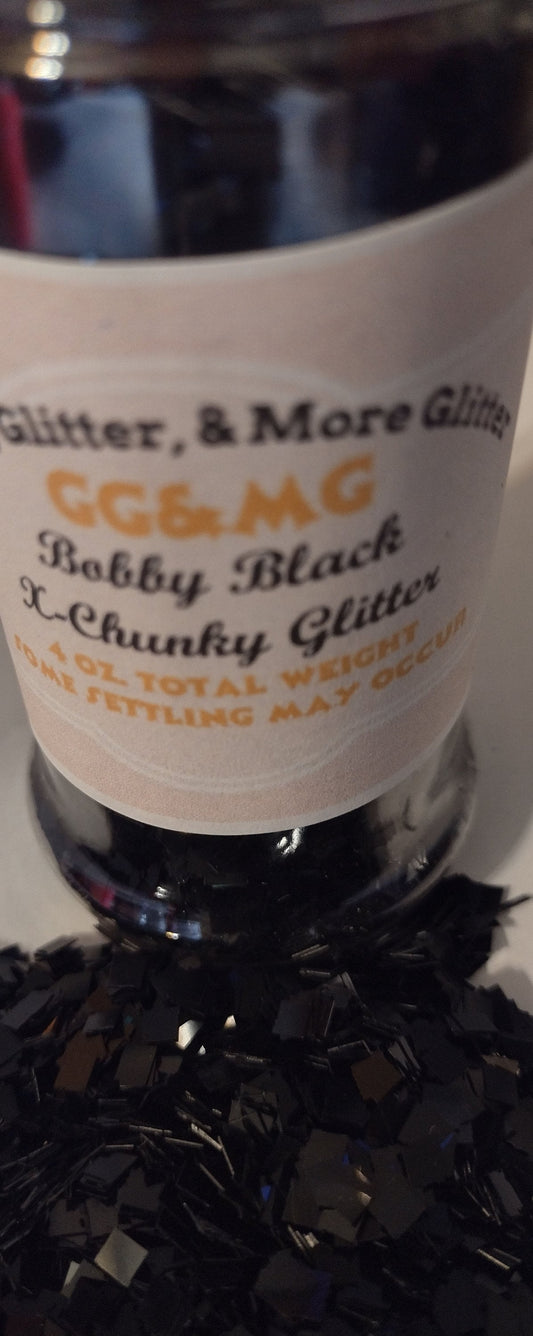 Glitter, & More Glitter
GG&MG
Bobby Black
X-Chunky Glitter
4 OZ. TOTAL WEIGHT
SOME SETTLING MAY OCCUR